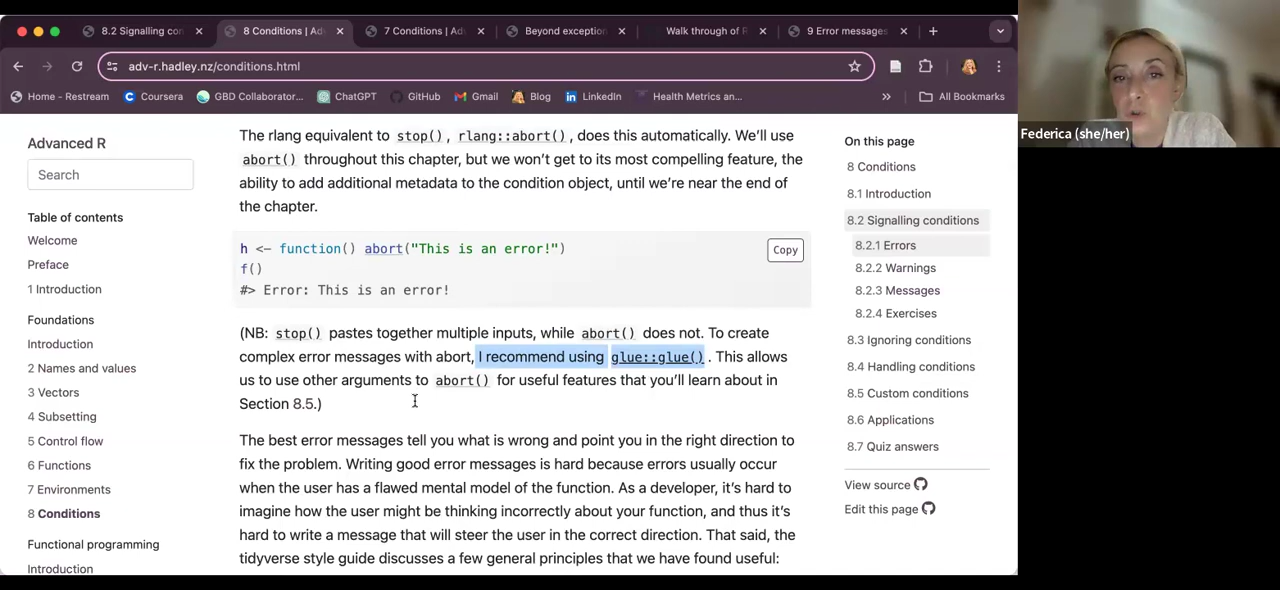 8.2 Signalling con
8 Conditions | Adv
7 Conditions | Adv
Beyond exception
Walk through of R
9 Error messages
adv-r.hadley.nz/conditions.html
Home - Restream
Coursera
GBD Collaborator...
ChatGPT
GitHub
Gmail
Blog
LinkedIn
Health Metrics an...
»
All Bookmarks
Federica (she/her)
Advanced R
Search
Table of contents
Welcome
Preface
1 Introduction
Foundations
Introduction
2 Names and values
3 Vectors
4 Subsetting
5 Control flow
6 Functions
7 Environments
8 Conditions
Functional programming
Introduction
The rlang equivalent to stop(), rlang::abort(), does this automatically. We'll use
abort() throughout this chapter, but we won't get to its most compelling feature, the
ability to add additional metadata to the condition object, until we're near the end of
the chapter.
h <- function() abort("This is an error!")
f()
#> Error: This is an error!
Copy
(NB: stop() pastes together multiple inputs, while abort() does not. To create
complex error messages with abort, I recommend using glue::glue(). This allows
us to use other arguments to abort() for useful features that you'll learn about in
Section 8.5.)
The best error messages tell you what is wrong and point you in the right direction to
fix the problem. Writing good error messages is hard because errors usually occur
when the user has a flawed mental model of the function. As a developer, it's hard to
imagine how the user might be thinking incorrectly about your function, and thus it's
hard to write a message that will steer the user in the correct direction. That said, the
tidyverse style guide discusses a few general principles that we have found useful:
On this page
8 Conditions
8.1 Introduction
8.2 Signalling conditions
8.2.1 Errors
8.2.2 Warnings
8.2.3 Messages
8.2.4 Exercises
8.3 Ignoring conditions
8.4 Handling conditions
8.5 Custom conditions
8.6 Applications
8.7 Quiz answers
View source
Edit this page